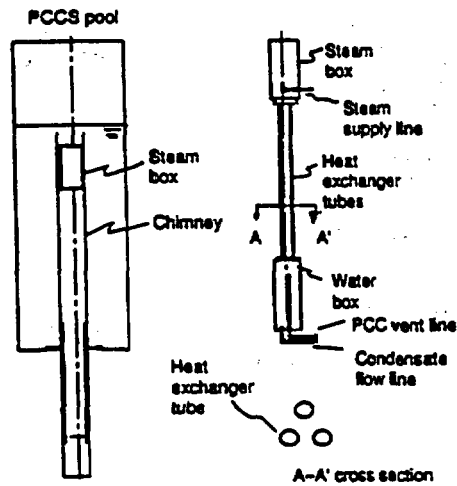 PCCS pool
Steam
box
Chimney
Steam
box
Steam
supply line
Heat
exchanger
tubes
A
A'
Water
box
PCC vent line
Condensate
flow line
Heat
exchanger
tube
A-A' cross section